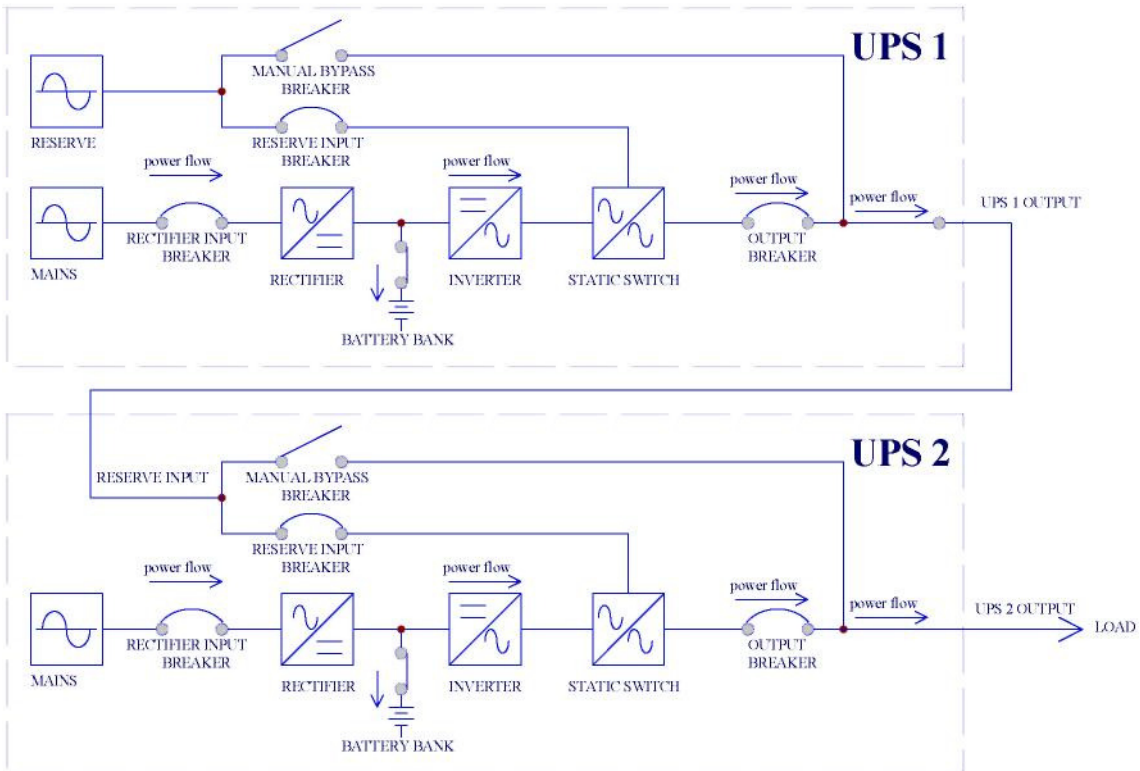 UPS 1
MANUAL BYPASS
BREAKER
RESERVE
RESERVE INPUT
BREAKER
power flow
power flow
power flow
power flow
UPS 1 OUTPUT
RECTIFIER INPUT
BREAKER
OUTPUT
BREAKER
MAINS
RECTIFIER
INVERTER
STATIC SWITCH
BATTERY BANK
UPS 2
RESERVE INPUT
MANUAL BYPASS
BREAKER
RESERVE INPUT
BREAKER
power flow
power flow
power flow
power flow
UPS 2 OUTPUT
LOAD
RECTIFIER INPUT
BREAKER
OUTPUT
BREAKER
MAINS
RECTIFIER
INVERTER
STATIC SWITCH
BATTERY BANK